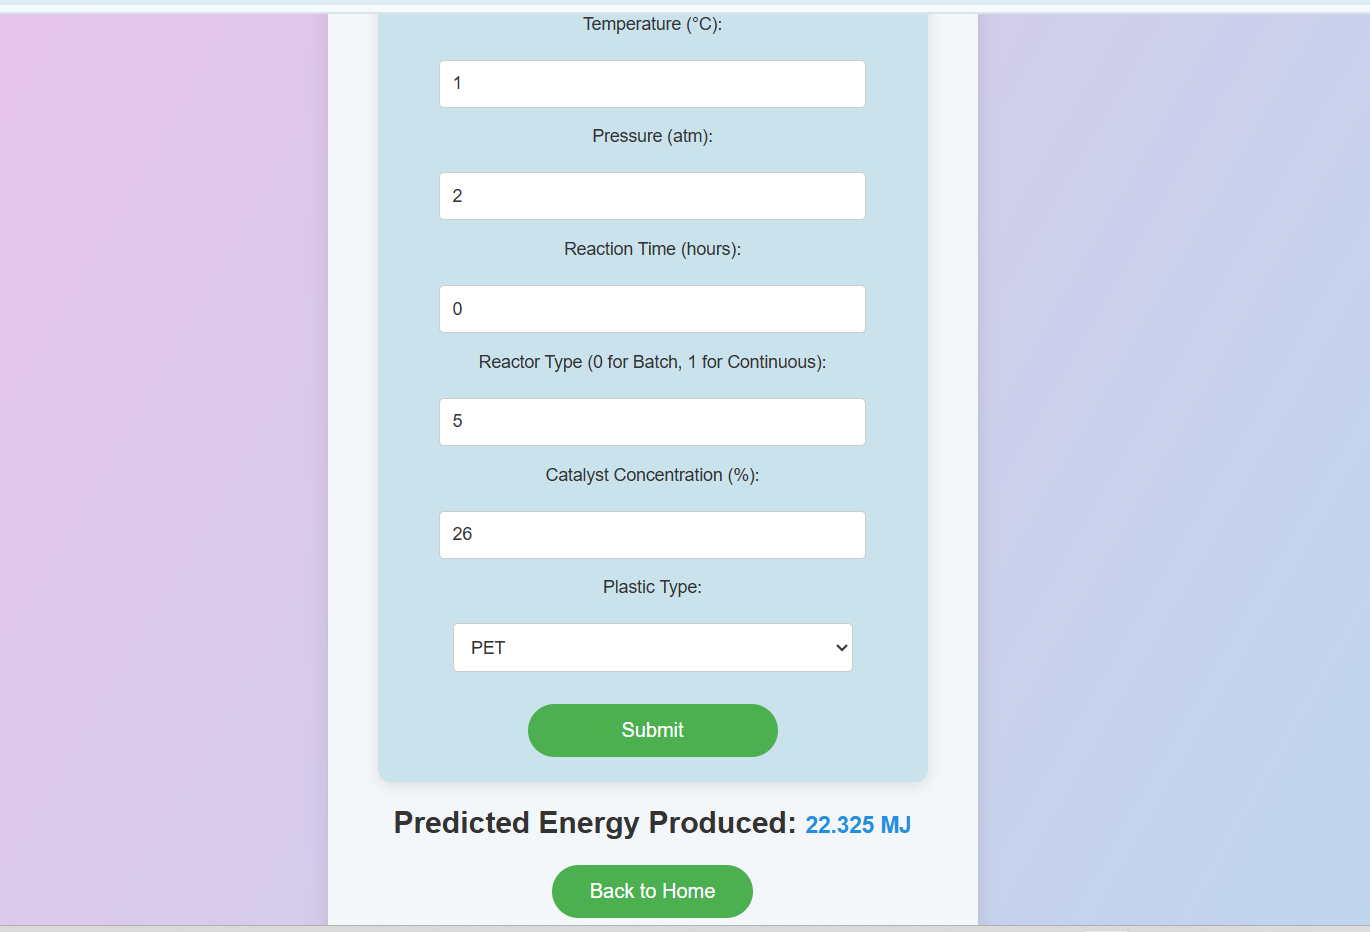 Temperature (°C):
1
Pressure (atm):
2
Reaction Time (hours):
0
Reactor Type (0 for Batch, 1 for Continuous):
5
Catalyst Concentration (%):
26
Plastic Type:
PET
Submit
Predicted Energy Produced: 22.325 MJ
Back to Home